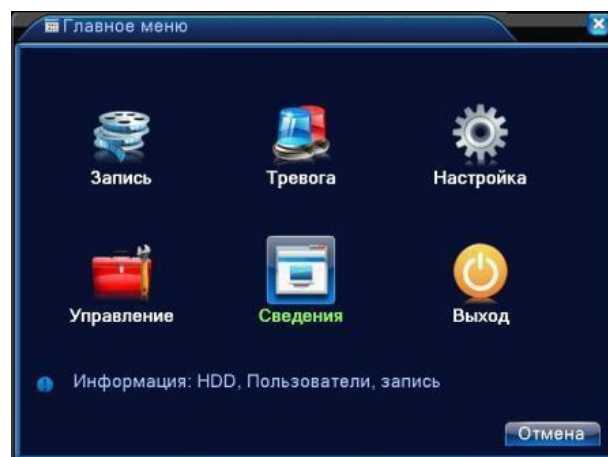 Главное меню
Запись Тревога Настройка
Управление Сведения Выход
Информация: HDD, Пользователи, запись
Отмена